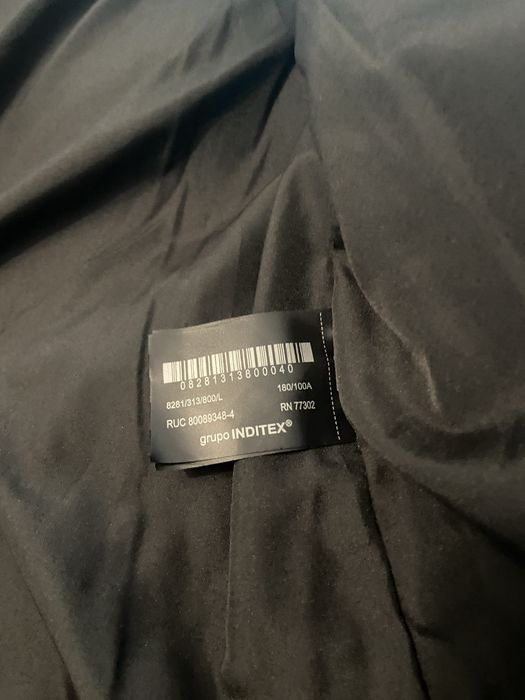 08281313800040
8281/313/800/L 180/100A
RUC 80089348-4 RN 77302
grupo INDITEX®